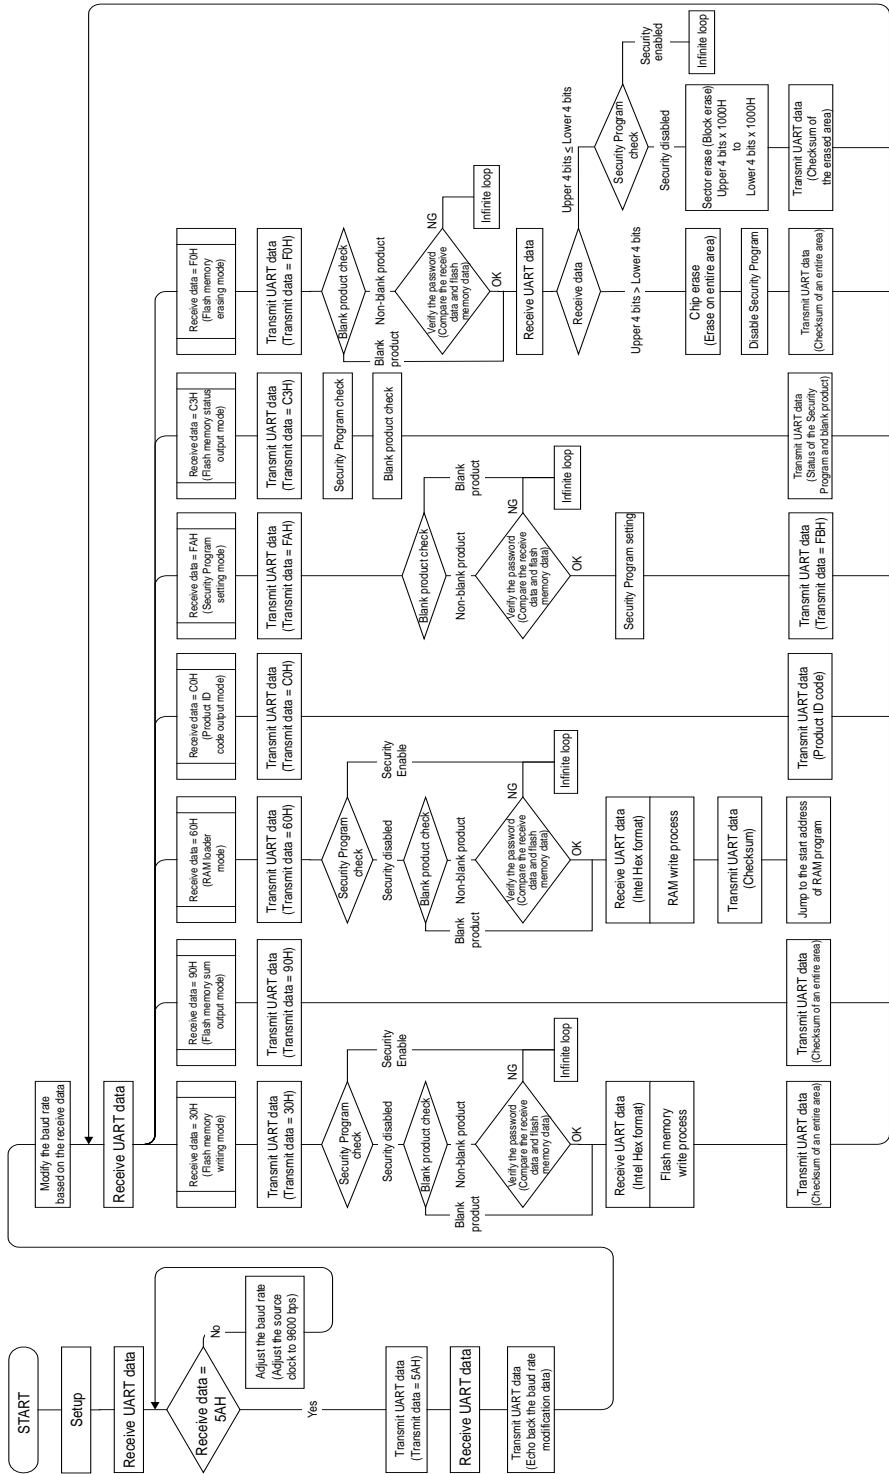 START
Setup
Receive UART data
Receive data =
5AH
No
Adjust the baud rate
(Adjust the source
clock to 9600 bps)
Yes
Transmit UART data
(Transmit data = 5AH)
Receive UART data
Transmit UART data
(Echo back the baud rate
modification data)
Modify the baud rate
based on the receive data
Receive UART data
Receive data = 30H
(Flash memory
writing mode)
Transmit UART data
(Transmit data = 30H)
Security Program
check
Security
Enable
Security disabled
Blank product check
Non-blank product
Blank
product
Verify the password
(Compare the receive
data and flash
memory data)
NG
Infinite loop
OK
Receive UART data
(Intel Hex format)
Flash memory
write process
Transmit UART data
(Checksum of an entire area)
Receive data = 90H
(Flash memory sum
output mode)
Transmit UART data
(Transmit data = 90H)
Transmit UART data
(Checksum of an entire area)
Receive data = 60H
(RAM loader
mode)
Transmit UART data
(Transmit data = 60H)
Security Program
check
Security
Enable
Security disabled
Blank product check
Non-blank product
Blank
product
Verify the password
(Compare the receive
data and flash
memory data)
NG
Infinite loop
OK
Receive UART data
(Intel Hex format)
RAM write process
Transmit UART data
(Checksum)
Jump to the start address
of RAM program
Receive data = C0H
(Product ID
code output mode)
Transmit UART data
(Transmit data = C0H)
Transmit UART data
(Product ID code)
Receive data = FAH
(Security Program
setting mode)
Transmit UART data
(Transmit data = FAH)
Blank product check
Blank
product
Non-blank product
Verify the password
(Compare the receive
data and flash
memory data)
NG
Infinite loop
OK
Security Program setting
Transmit UART data
(Transmit data = FBH)
Receive data = C3H
(Flash memory status
output mode)
Transmit UART data
(Transmit data = C3H)
Security Program check
Blank product check
Transmit UART data
(Status of the Security
Program and blank product)
Receive data = F0H
(Flash memory
erasing mode)
Transmit UART data
(Transmit data = F0H)
Blank product check
Non-blank product
Blank
product
Verify the password
(Compare the receive
data and flash
memory data)
NG
Infinite loop
OK
Receive UART data
Receive data
Upper 4 bits > Lower 4 bits
Chip erase
(Erase on entire area)
Disable Security Program
Transmit UART data
(Checksum of an entire area)
Upper 4 bits ≤ Lower 4 bits
Security Program
check
Security
enabled
Infinite loop
Security disabled
Sector erase (Block erase)
Upper 4 bits x 1000H
to
Lower 4 bits x 1000H
Transmit UART data
(Checksum of
the erased area)